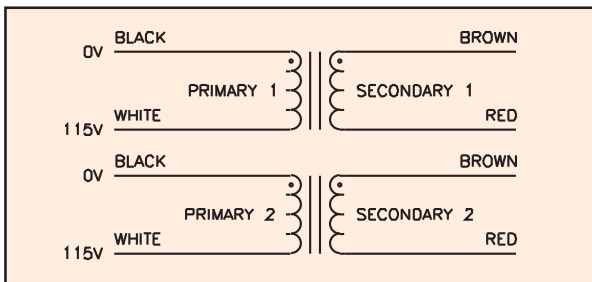 BLACK BROWN
0V
PRIMARY 1 SECONDARY 1
WHITE RED
115V
BLACK BROWN
0V
PRIMARY 2 SECONDARY 2
WHITE RED
115V